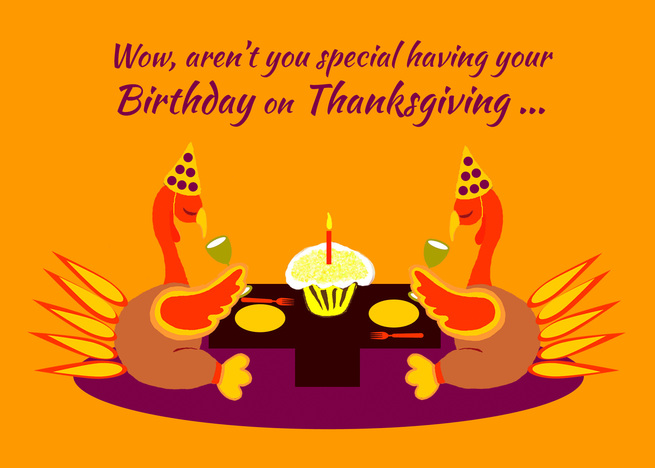 Wow, aren't you special having your
Birthday on Thanksgiving ...